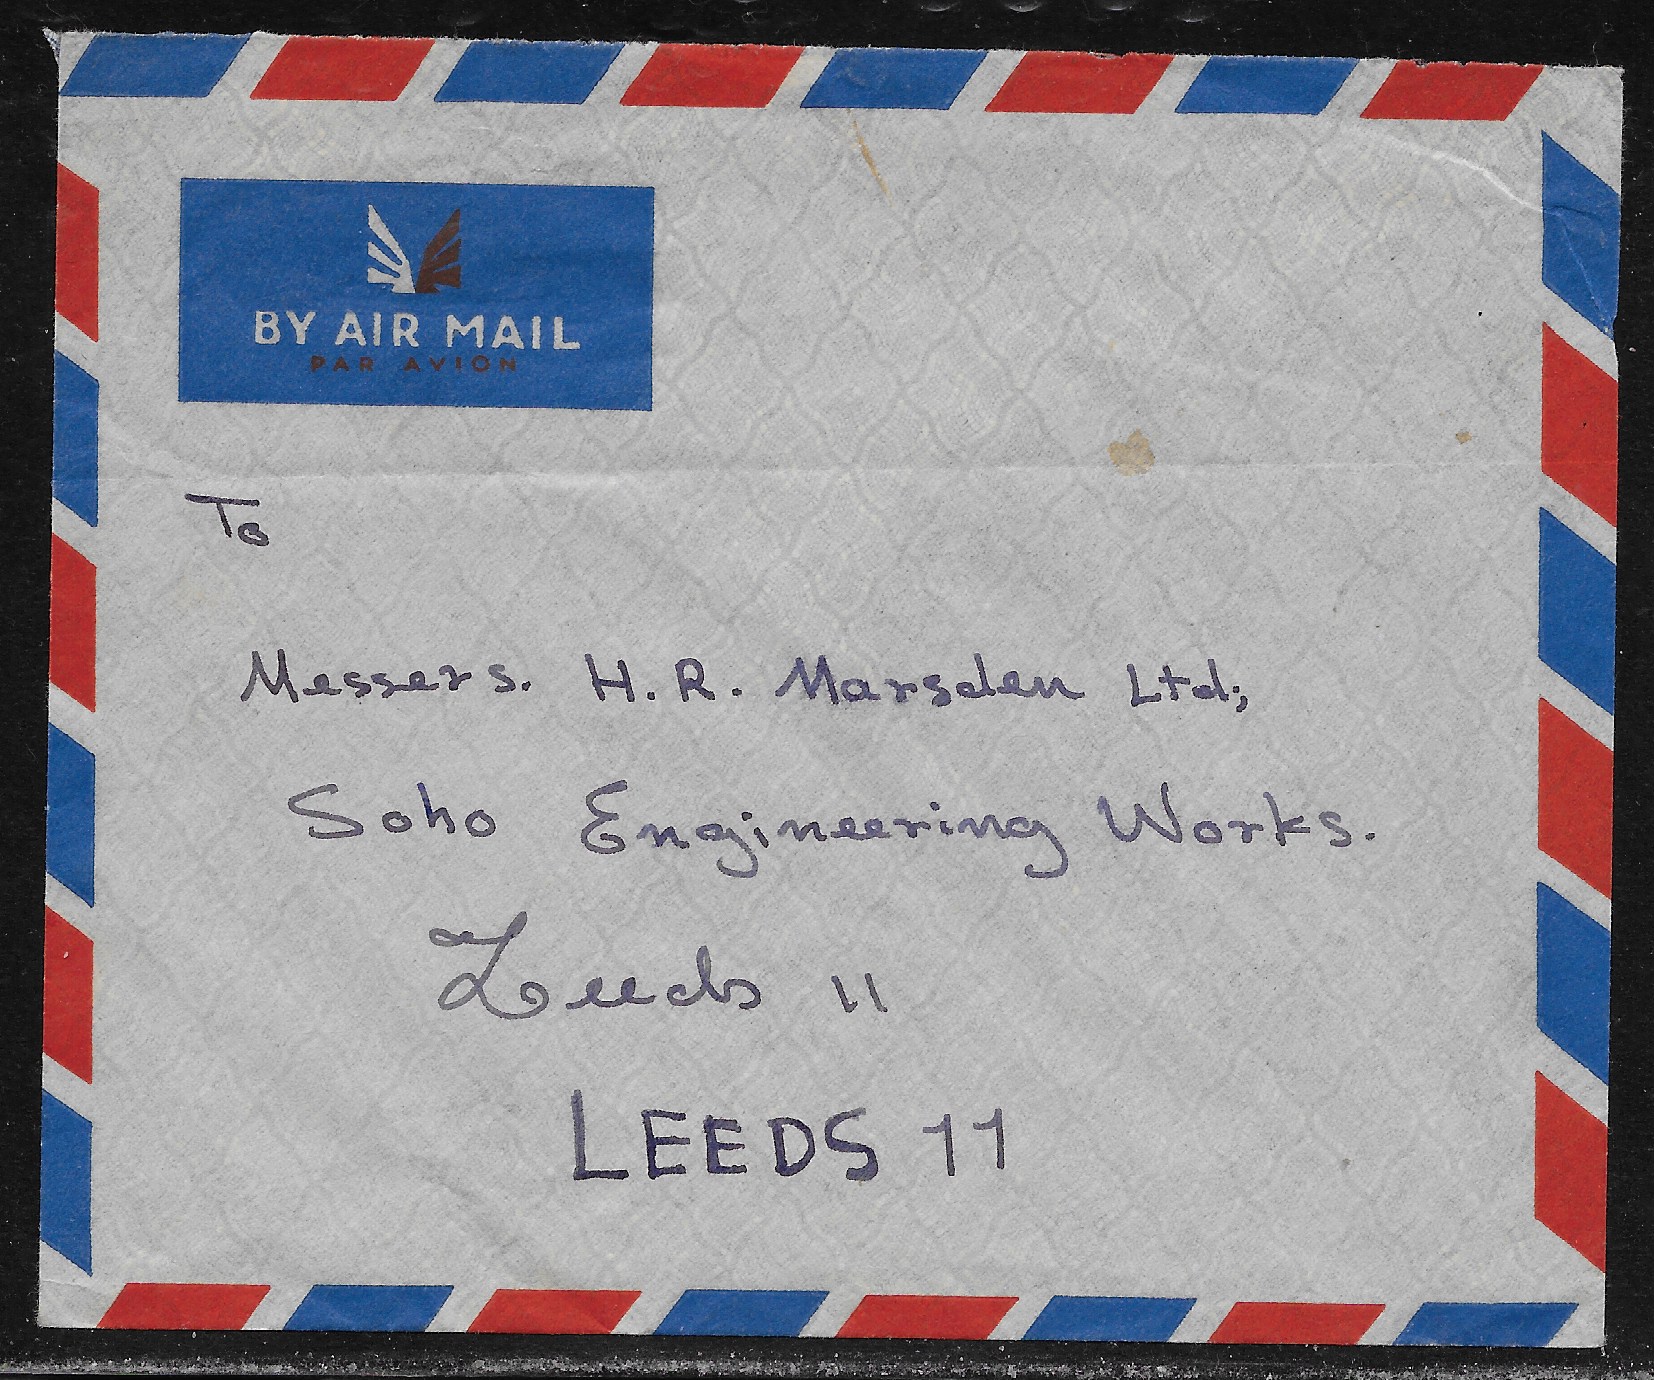 BY AIR MAIL
PAR AVION
To
Messers. H. R. Marsden Ltd;
Soho Engineering Works.
Leeds 11
LEEDS 11